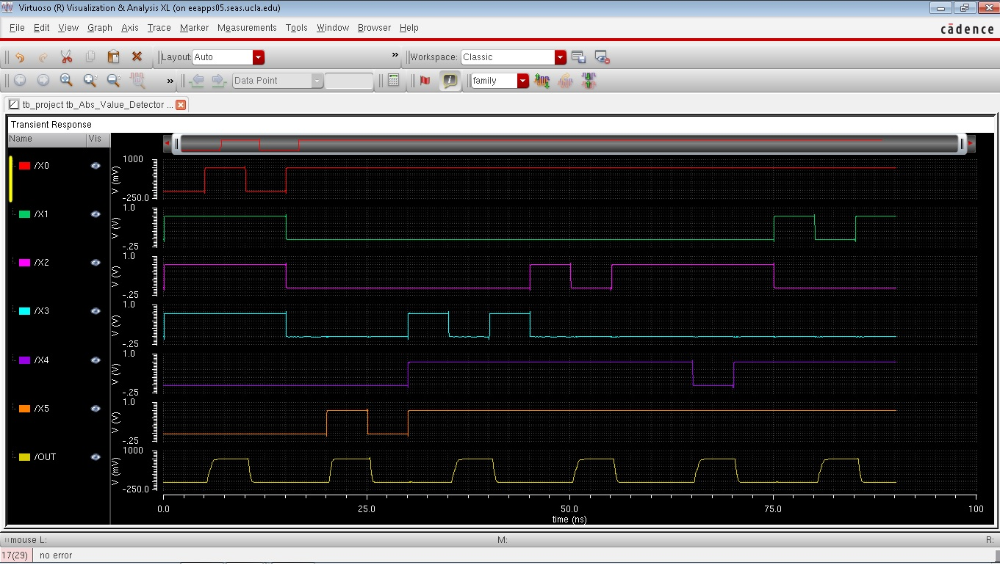 Virtuoso (R) Visualization & Analysis XL (on eeapps05.seas.ucla.edu)
File Edit View Graph Axis Trace Marker Measurements Tools Window Browser Help
cādence
Layout: Auto » Workspace: Classic
» Data Point family
tb_project tb_Abs_Value_Detector ...
Transient Response
Name Vis
/X0 V (mV) 1000 -250.0
/X1 V (V) 1.0 -.25
/X2 V (V) 1.0 -.25
/X3 V (V) 1.0 -.25
/X4 V (V) 1.0 -.25
/X5 V (V) 1.0 -.25
/OUT V (mV) 1000 -250.0
0.0 25.0 50.0 75.0 100
time (ns)
mouse L: M: R:
17(29) no error